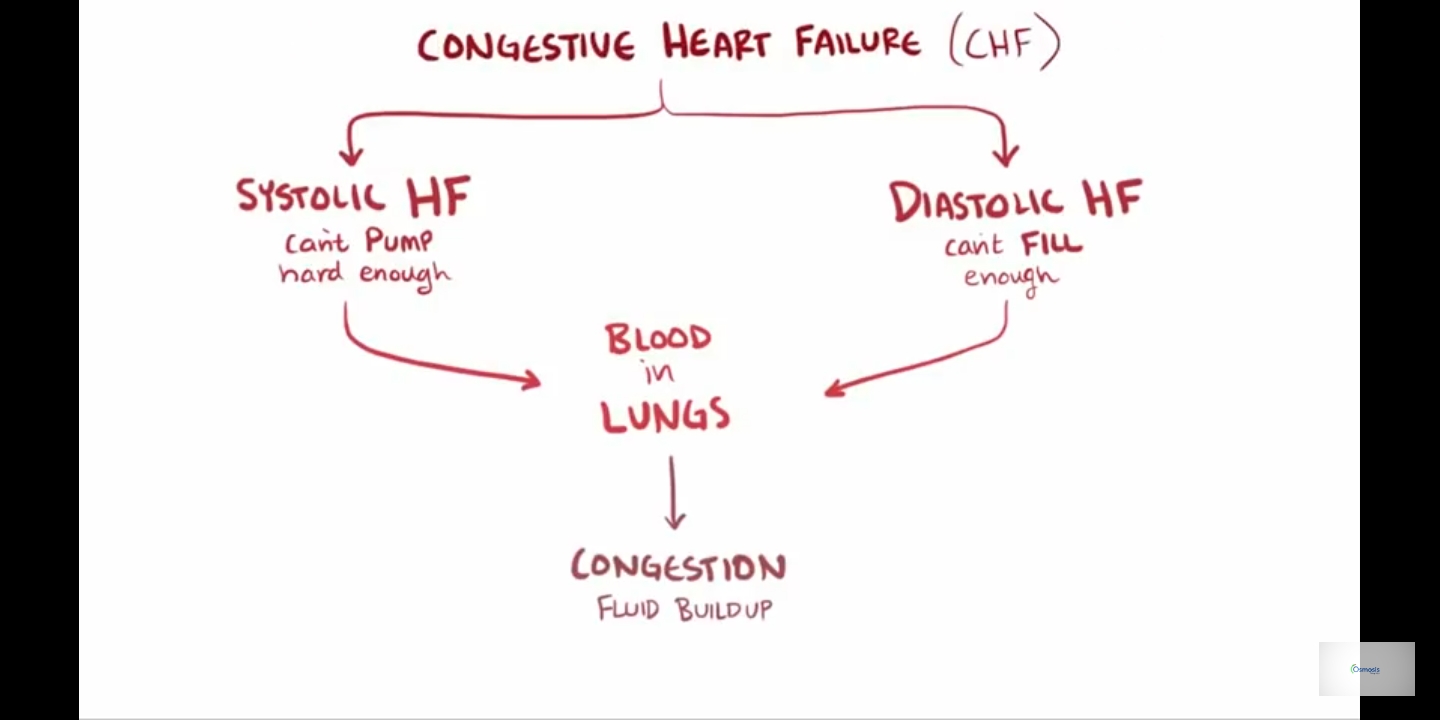 CONGESTIVE HEART FAILURE (CHF)
SYSTOLIC HF
can't PUMP
hard enough
DIASTOLIC HF
can't FILL
enough
BLOOD
in
LUNGS
CONGESTION
FLUID BUILDUP
Osmosis